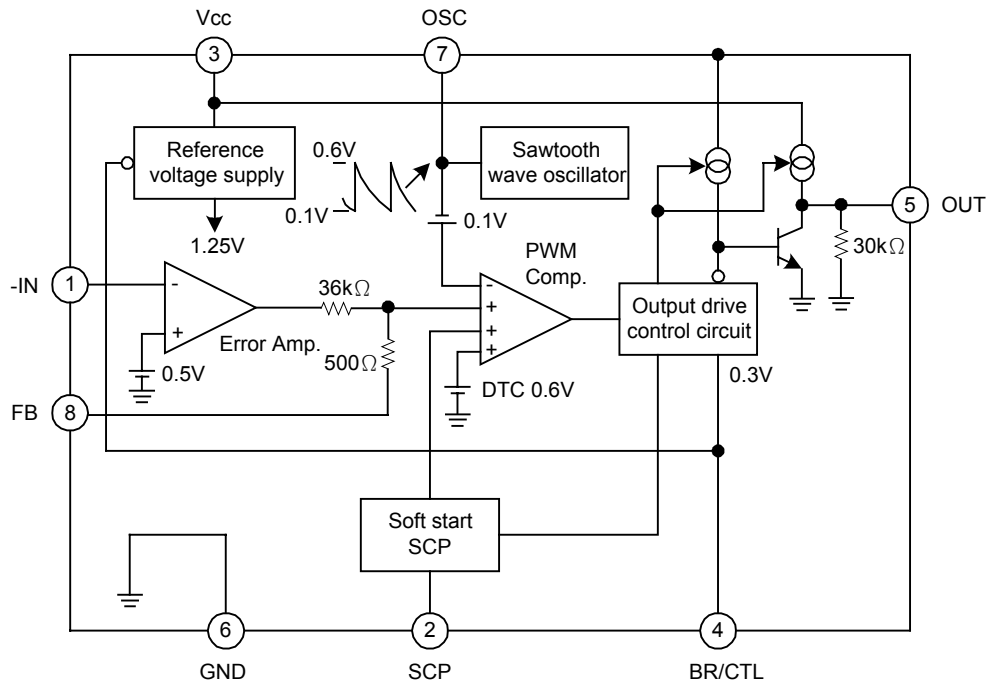 Vcc
OSC
3
7
Reference
voltage supply
0.6V
0.1V
Sawtooth
wave oscillator
1.25V
0.1V
5
OUT
30kΩ
-IN
1
-
+
0.5V
Error Amp.
36kΩ
500Ω
PWM
Comp.
-
+
+
+
DTC 0.6V
Output drive
control circuit
0.3V
FB
8
Soft start
SCP
6
2
4
GND
SCP
BR/CTL